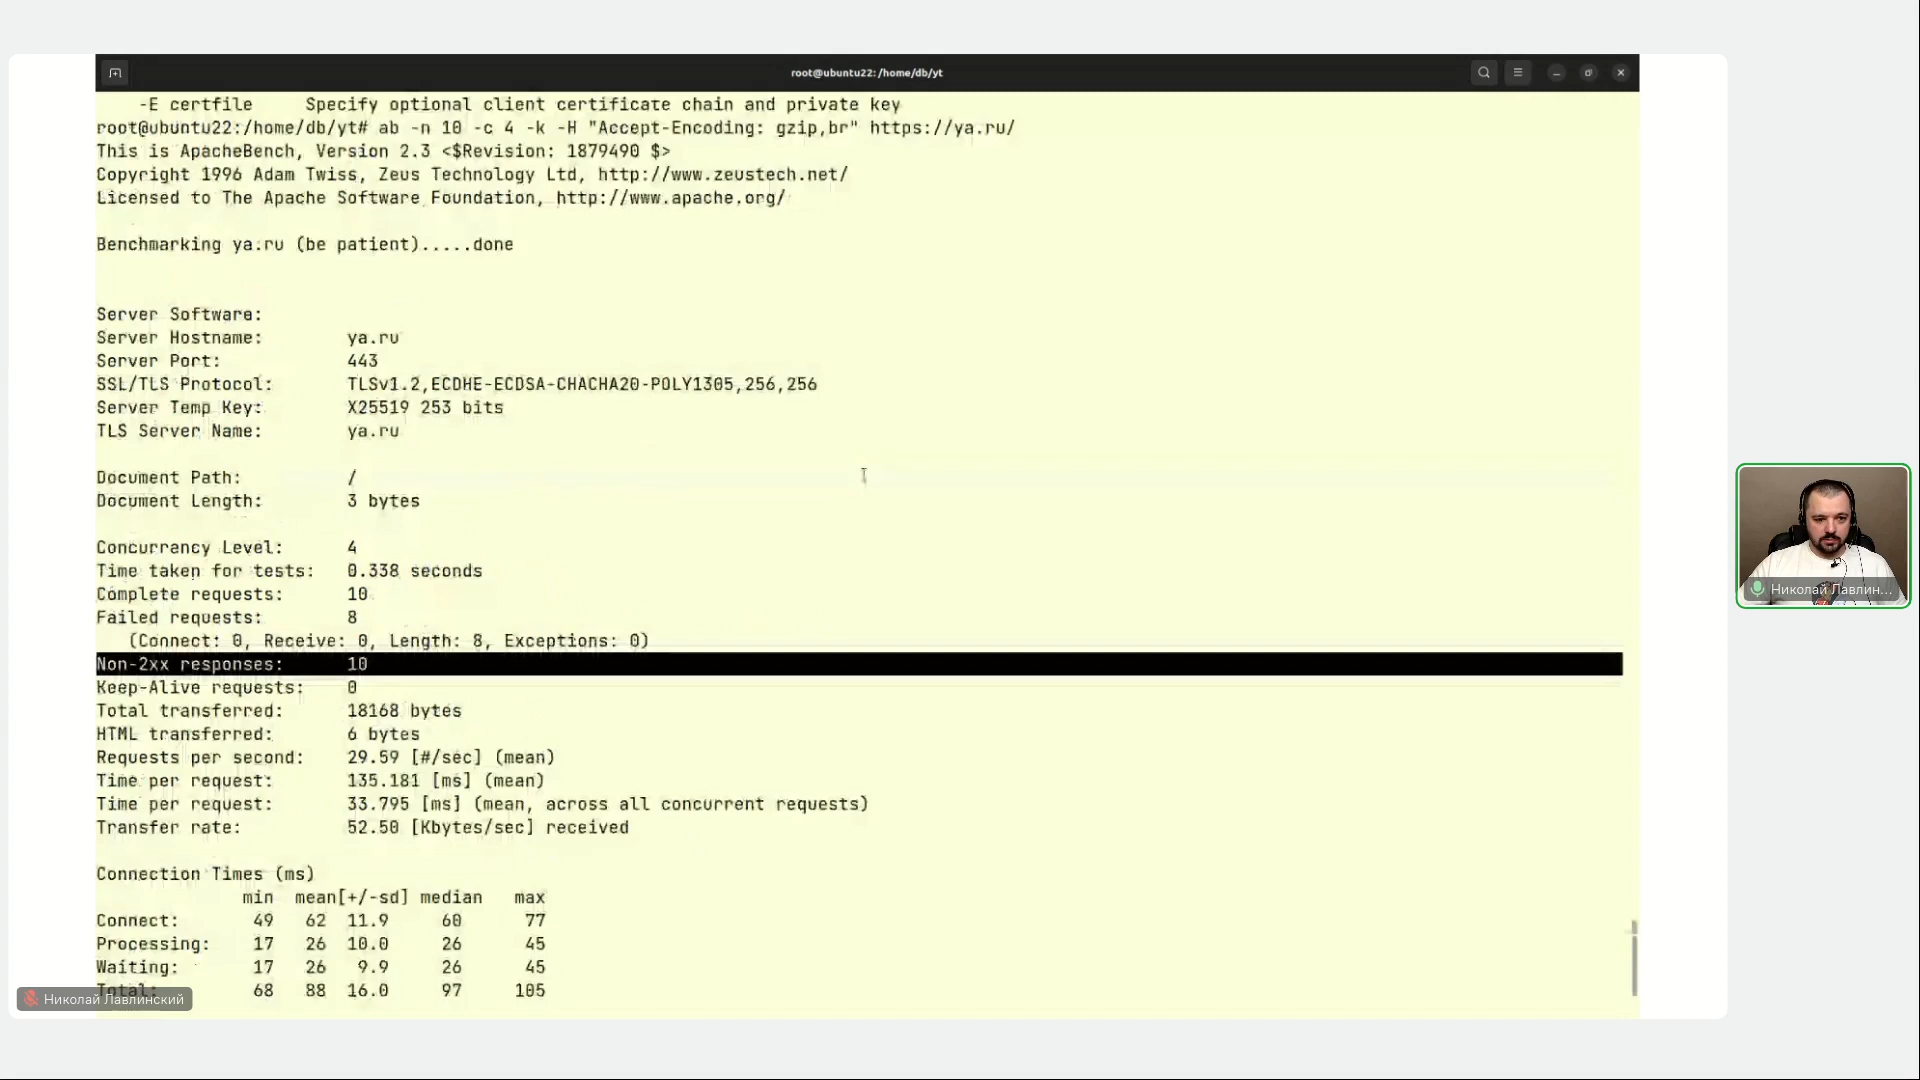 root@ubuntu22: /home/db/yt
-E certfile     Specify optional client certificate chain and private key
root@ubuntu22:/home/db/yt# ab -n 10 -c 4 -k -H "Accept-Encoding: gzip,br" https://ya.ru/
This is ApacheBench, Version 2.3 <$Revision: 1879490 $>
Copyright 1996 Adam Twiss, Zeus Technology Ltd, http://www.zeustech.net/
Licensed to The Apache Software Foundation, http://www.apache.org/
Benchmarking ya.ru (be patient).....done
Server Software:
Server Hostname:        ya.ru
Server Port:            443
SSL/TLS Protocol:       TLSv1.2,ECDHE-ECDSA-CHACHA20-POLY1305,256,256
Server Temp Key:        X25519 253 bits
TLS Server Name:        ya.ru
Document Path:          /
Document Length:        3 bytes
Concurrency Level:      4
Time taken for tests:   0.338 seconds
Complete requests:      10
Failed requests:        8
   (Connect: 0, Receive: 0, Length: 8, Exceptions: 0)
Non-2xx responses:      10
Keep-Alive requests:    0
Total transferred:      18168 bytes
HTML transferred:       6 bytes
Requests per second:    29.59 [#/sec] (mean)
Time per request:       135.181 [ms] (mean)
Time per request:       33.795 [ms] (mean, across all concurrent requests)
Transfer rate:          52.50 [Kbytes/sec] received
Connection Times (ms)
              min  mean[+/-sd] median   max
Connect:       49   62  11.9     60      77
Processing:    17   26  10.0     26      45
Waiting:       17   26   9.9     26      45
Total:         68   88  16.0     97     105
Николай Лавлинский
Николай Лавлин...